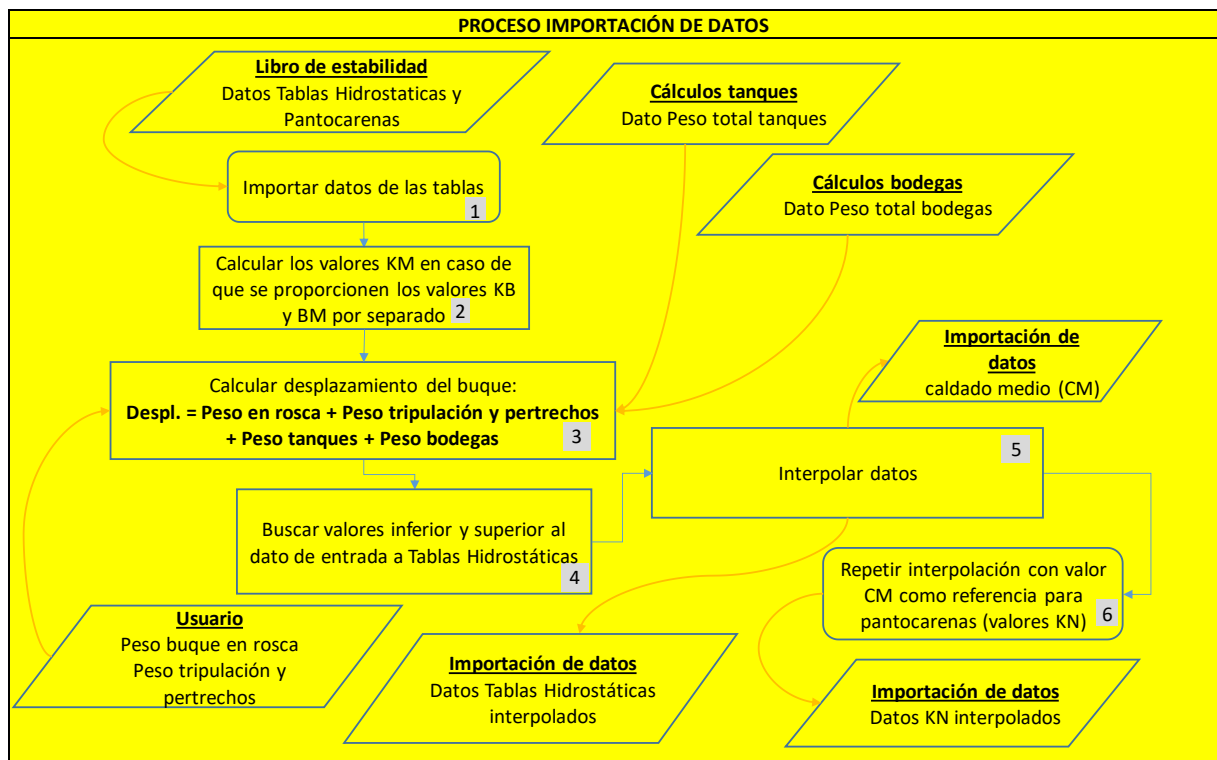 PROCESO IMPORTACIÓN DE DATOS
Libro de estabilidad
Datos Tablas Hidrostaticas y
Pantocarenas
Cálculos tanques
Dato Peso total tanques
Importar datos de las tablas
1
Cálculos bodegas
Dato Peso total bodegas
Calcular los valores KM en caso de
que se proporcionen los valores KB
y BM por separado
2
Importación de
datos
caldado medio (CM)
Calcular desplazamiento del buque:
Despl. = Peso en rosca + Peso tripulación y pertrechos
+ Peso tanques + Peso bodegas
3
5
Interpolar datos
Buscar valores inferior y superior al
dato de entrada a Tablas Hidrostáticas
4
Repetir interpolación con valor
CM como referencia para
pantocarenas (valores KN)
6
Usuario
Peso buque en rosca
Peso tripulación y
pertrechos
Importación de datos
Datos Tablas Hidrostáticas
interpolados
Importación de datos
Datos KN interpolados